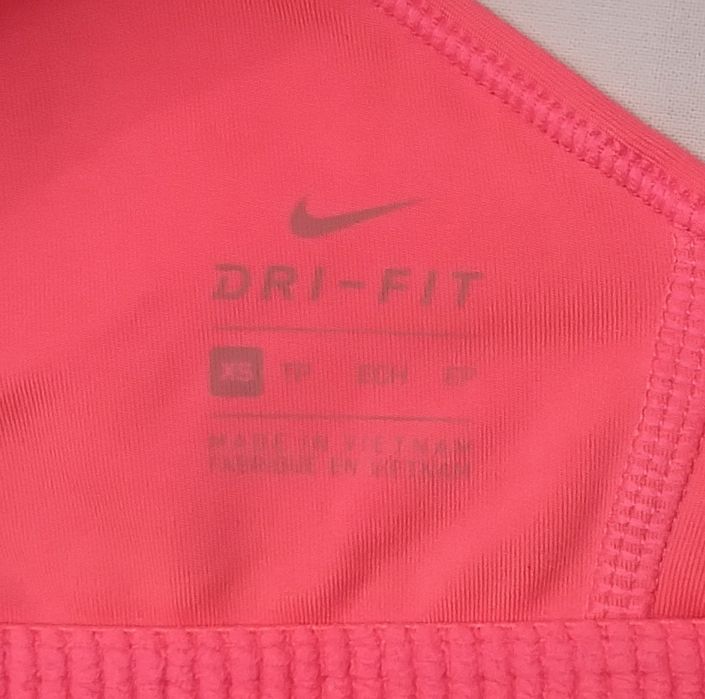 DRI-FIT
XS TP ECH EP
MADE IN VIETNAM
FABRIQUÉ EN VIETNAM